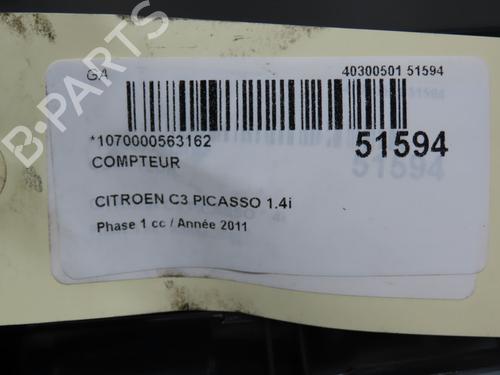 GA
40300501 51594
*1070000563162
51594
COMPTEUR
CITROEN C3 PICASSO 1.4i
Phase 1 cc / Année 2011
B-PARTS